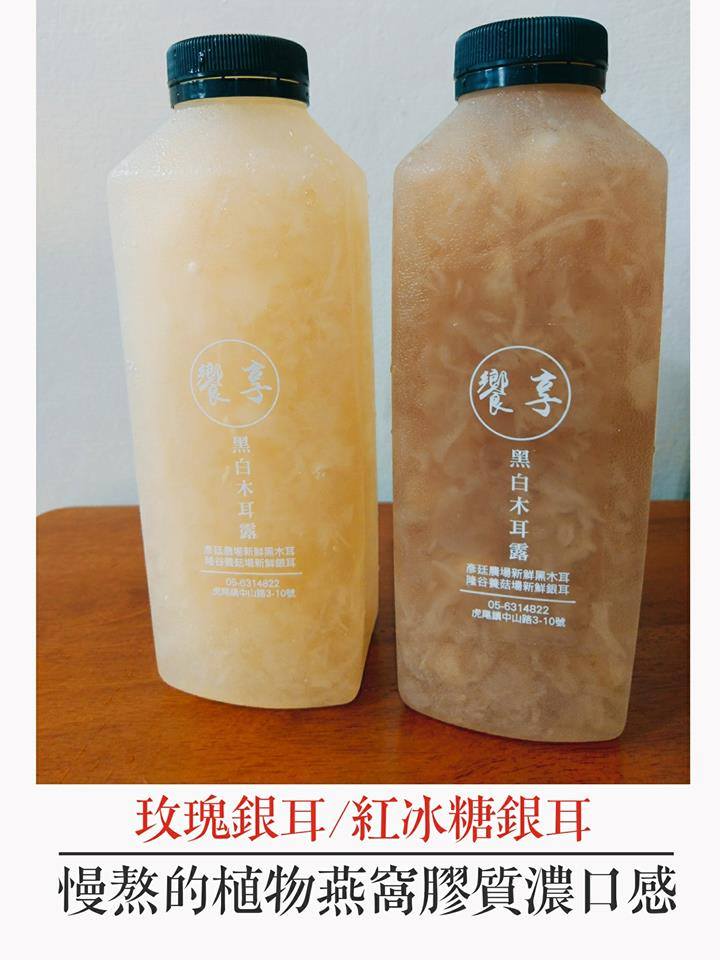 饗享
黑白木耳露
彥廷農場新鮮黑木耳
隆谷養菇場新鮮銀耳
05-6314822
虎尾鎮中山路3-10號
饗享
黑白木耳露
彥廷農場新鮮黑木耳
隆谷養菇場新鮮銀耳
05-6314822
虎尾鎮中山路3-10號
玫瑰銀耳/紅冰糖銀耳
慢熬的植物燕窩膠質濃口感